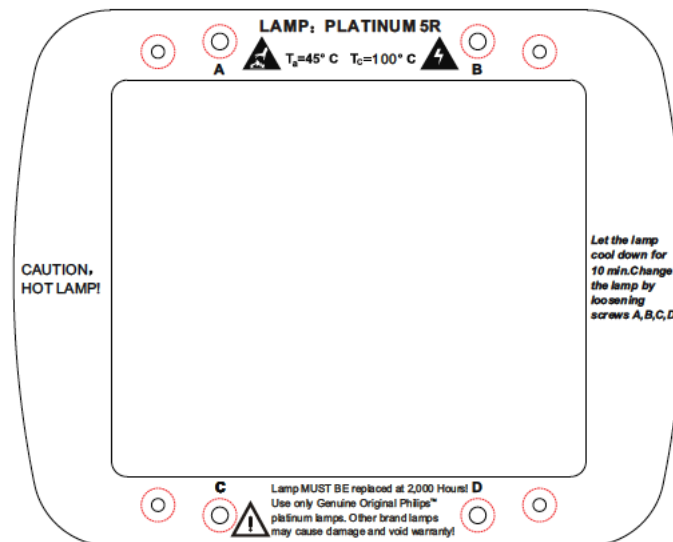 LAMP: PLATINUM 5R
Ta=45° C Tc=100° C
A
B
CAUTION,
HOT LAMP!
Let the lamp
cool down for
10 min.Change
the lamp by
loosening
screws A,B,C,D
C
D
Lamp MUST BE replaced at 2,000 Hours!
Use only Genuine Original Philips™
platinum lamps. Other brand lamps
may cause damage and void warranty!